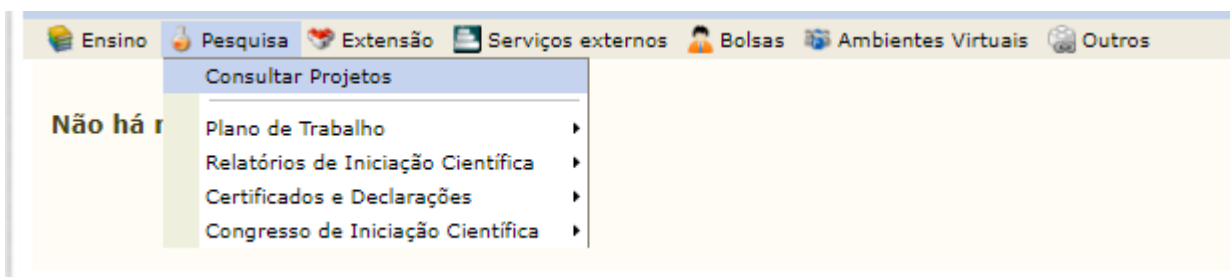 Ensino Pesquisa Extensão Serviços externos Bolsas Ambientes Virtuais Outros
Consultar Projetos
Não há
Plano de Trabalho
Relatórios de Iniciação Científica
Certificados e Declarações
Congresso de Iniciação Científica